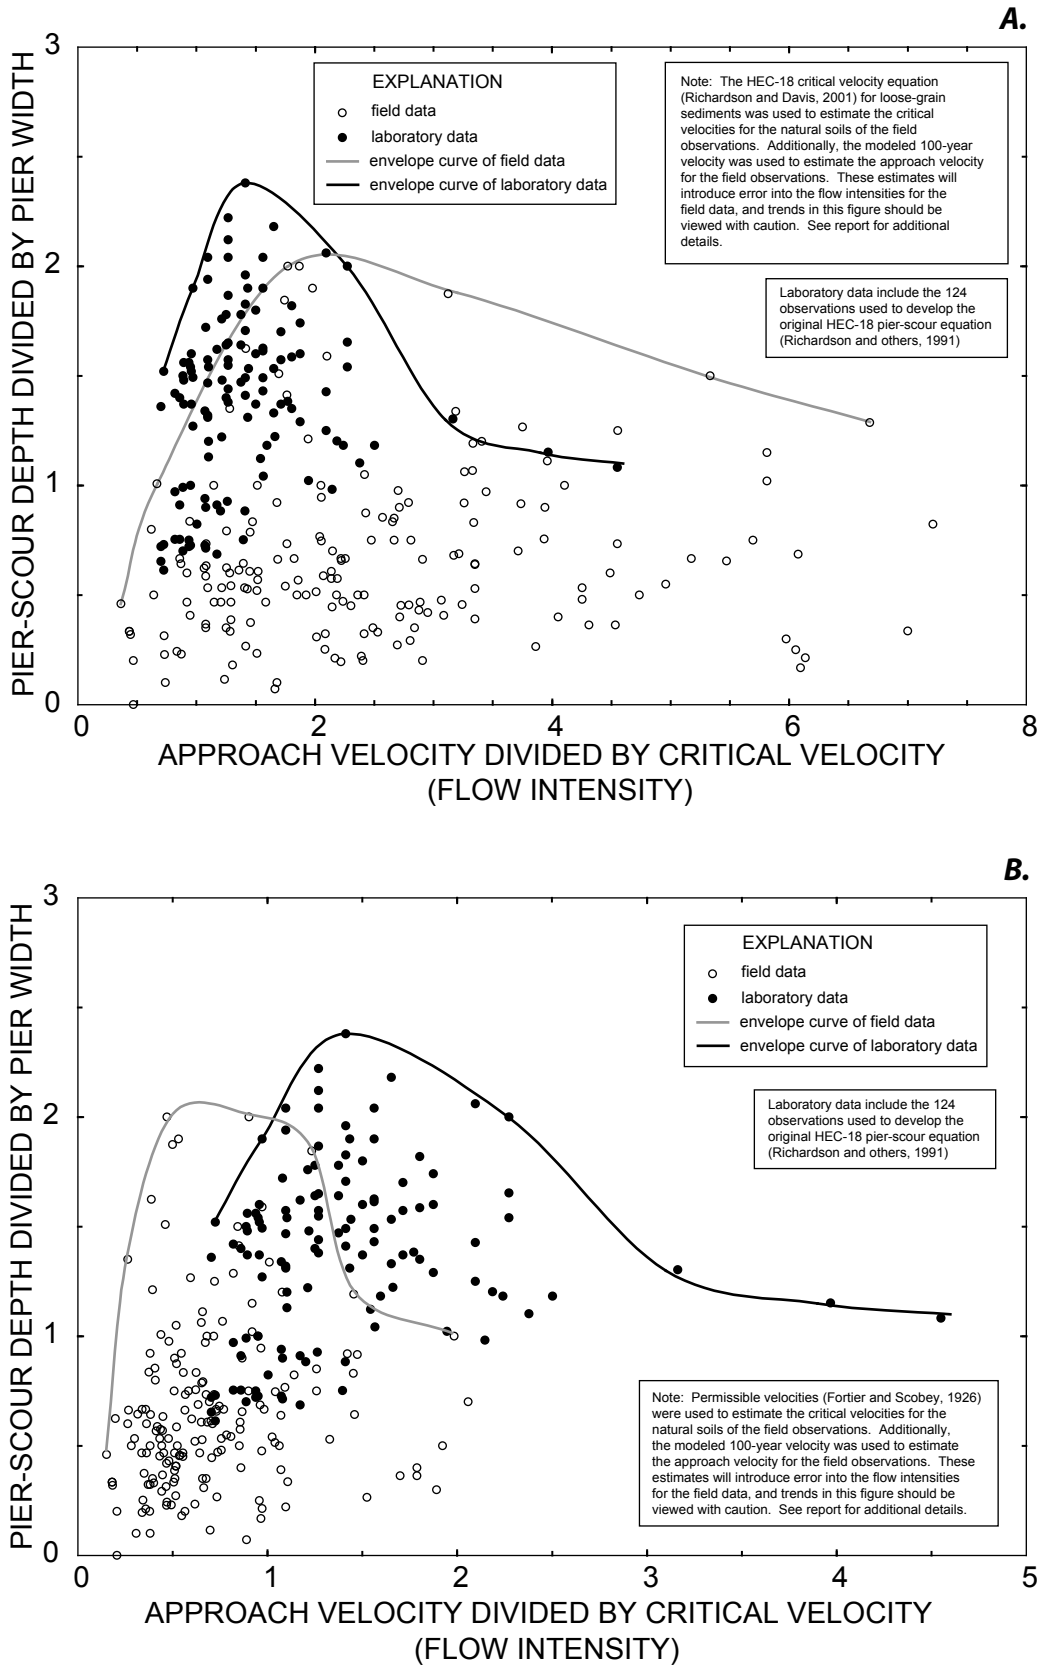 A.
3
2
1
0
PIER-SCOUR DEPTH DIVIDED BY PIER WIDTH
EXPLANATION
field data
laboratory data
envelope curve of field data
envelope curve of laboratory data
Note: The HEC-18 critical velocity equation
(Richardson and Davis, 2001) for loose-grain
sediments was used to estimate the critical
velocities for the natural soils of the field
observations. Additionally, the modeled 100-year
velocity was used to estimate the approach velocity
for the field observations. These estimates will
introduce error into the flow intensities for the
field data, and trends in this figure should be
viewed with caution. See report for additional
details.
Laboratory data include the 124
observations used to develop the
original HEC-18 pier-scour equation
(Richardson and others, 1991)
0 2 4 6 8
APPROACH VELOCITY DIVIDED BY CRITICAL VELOCITY
(FLOW INTENSITY)
B.
3
2
1
0
PIER-SCOUR DEPTH DIVIDED BY PIER WIDTH
EXPLANATION
field data
laboratory data
envelope curve of field data
envelope curve of laboratory data
Laboratory data include the 124
observations used to develop the
original HEC-18 pier-scour equation
(Richardson and others, 1991)
Note: Permissible velocities (Fortier and Scobey, 1926)
were used to estimate the critical velocities for the
natural soils of the field observations. Additionally,
the modeled 100-year velocity was used to estimate
the approach velocity for the field observations. These
estimates will introduce error into the flow intensities
for the field data, and trends in this figure should be
viewed with caution. See report for additional details.
0 1 2 3 4 5
APPROACH VELOCITY DIVIDED BY CRITICAL VELOCITY
(FLOW INTENSITY)